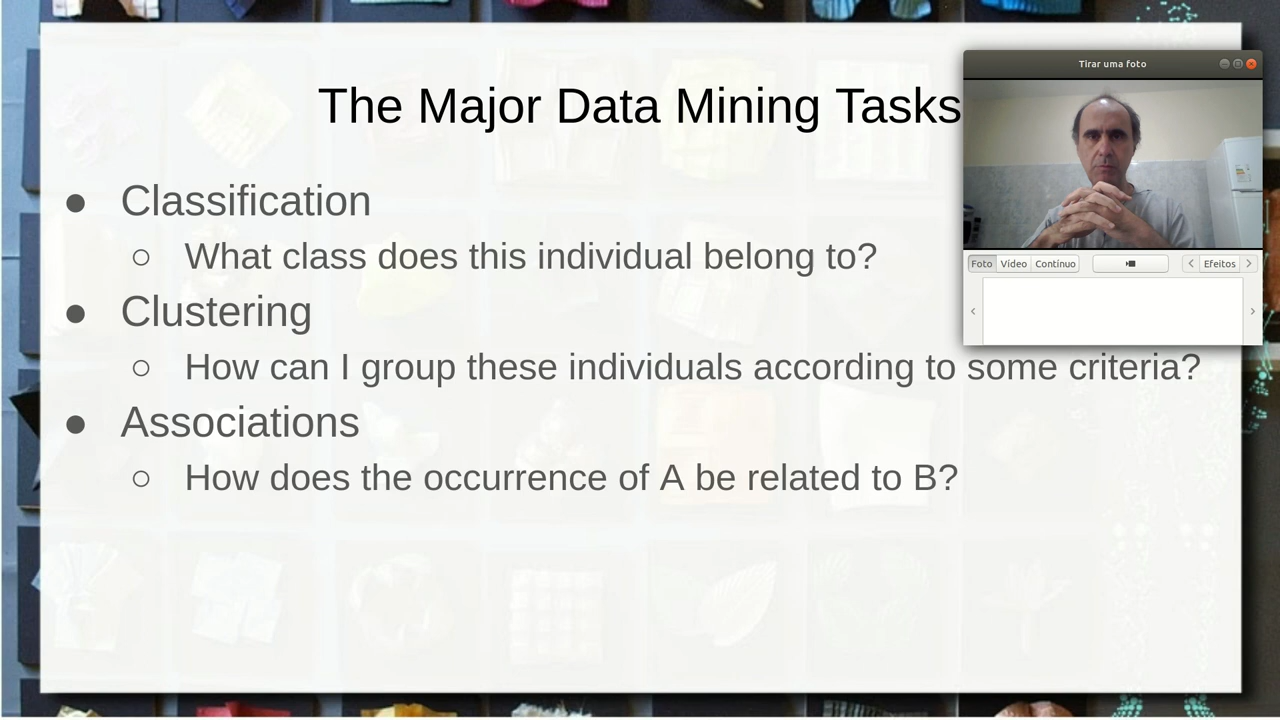 The Major Data Mining Tasks
Tirar uma foto
● Classification
○ What class does this individual belong to?
Foto Vídeo Contínuo Efeitos
● Clustering
○ How can I group these individuals according to some criteria?
● Associations
○ How does the occurrence of A be related to B?